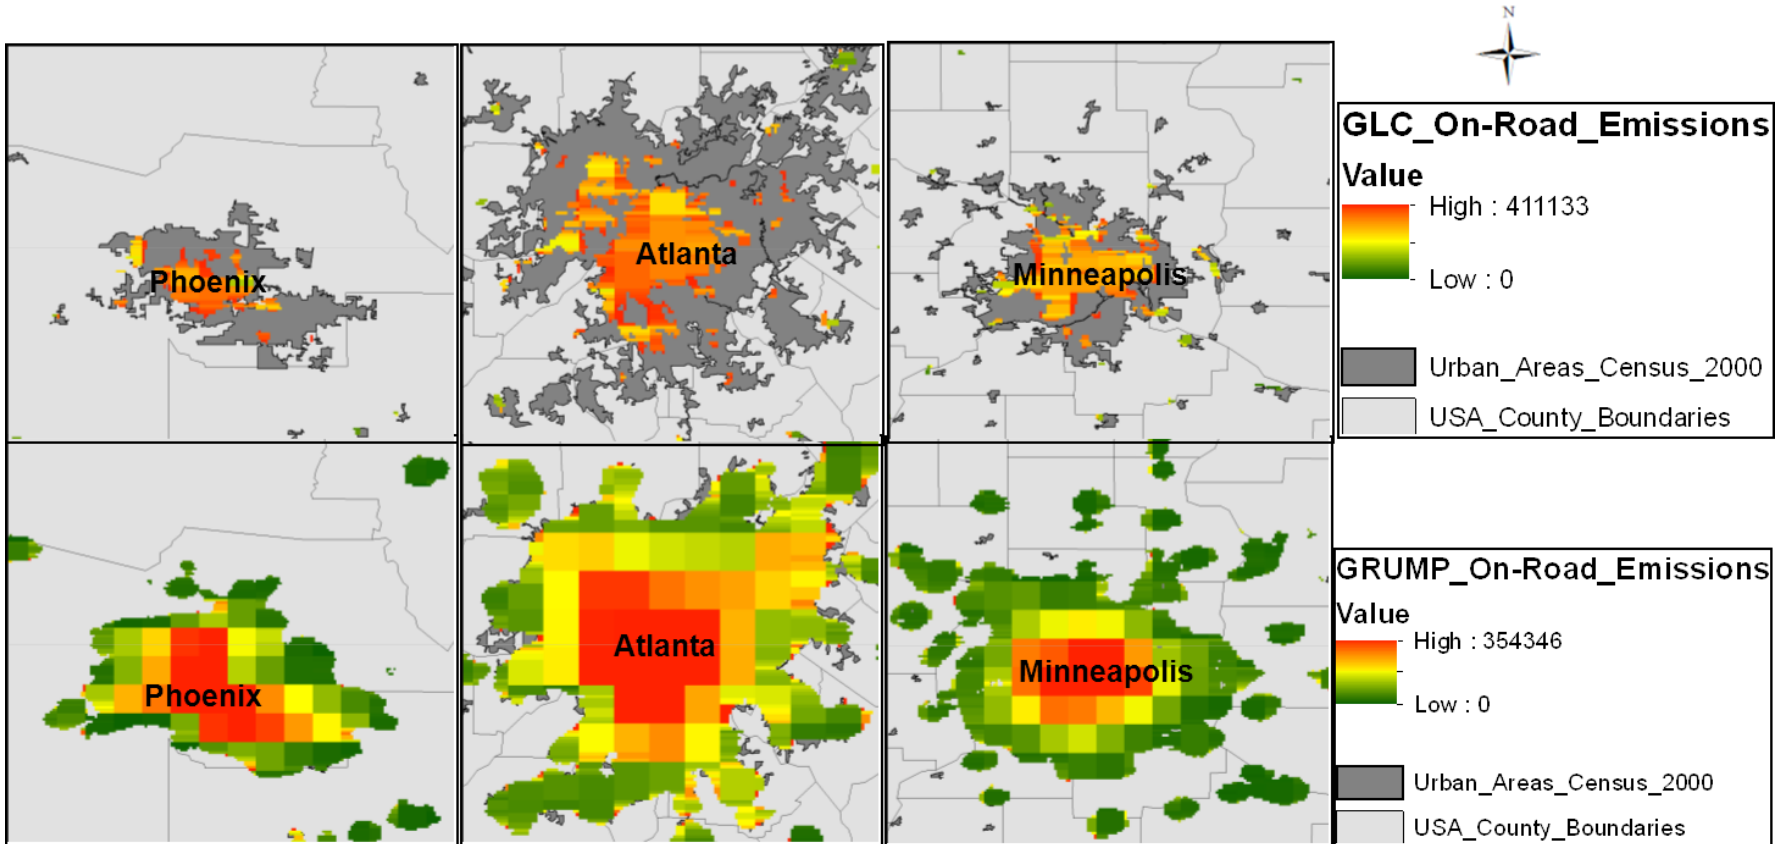 N
GLC_On-Road_Emissions
Value
High : 411133
Low : 0
Urban_Areas_Census_2000
USA_County_Boundaries
Phoenix
Atlanta
Minneapolis
GRUMP_On-Road_Emissions
Value
High : 354346
Low : 0
Urban_Areas_Census_2000
USA_County_Boundaries
Phoenix
Atlanta
Minneapolis